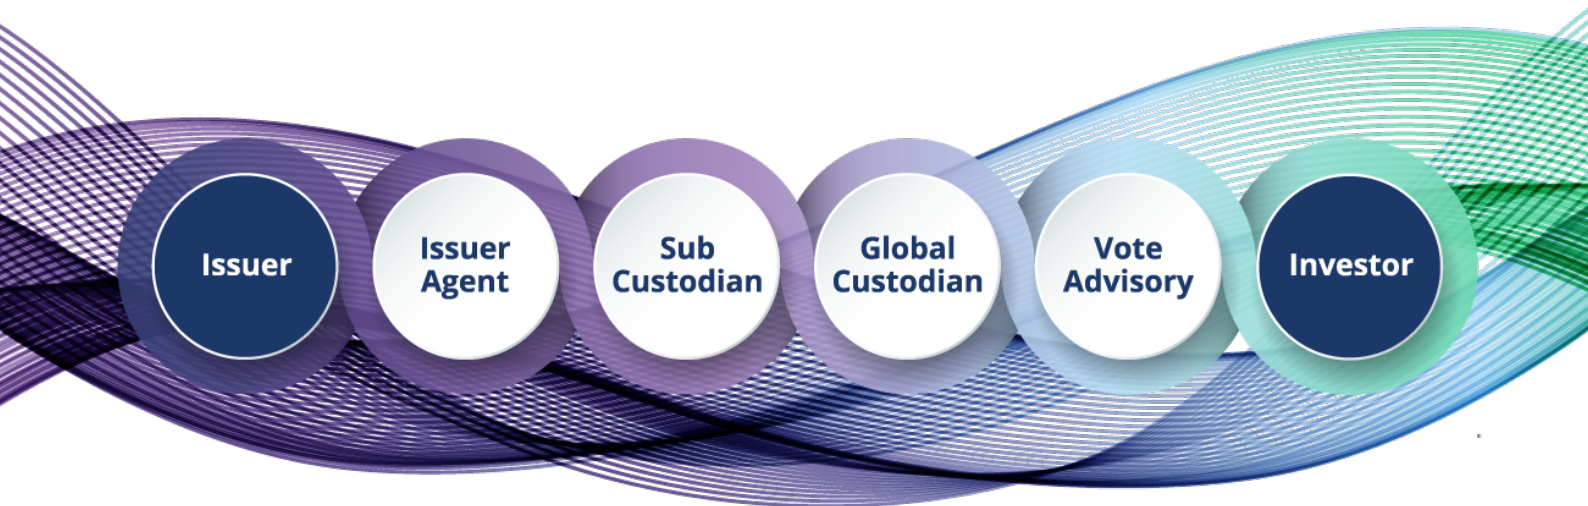 Issuer
Issuer
Agent
Sub
Custodian
Global
Custodian
Vote
Advisory
Investor